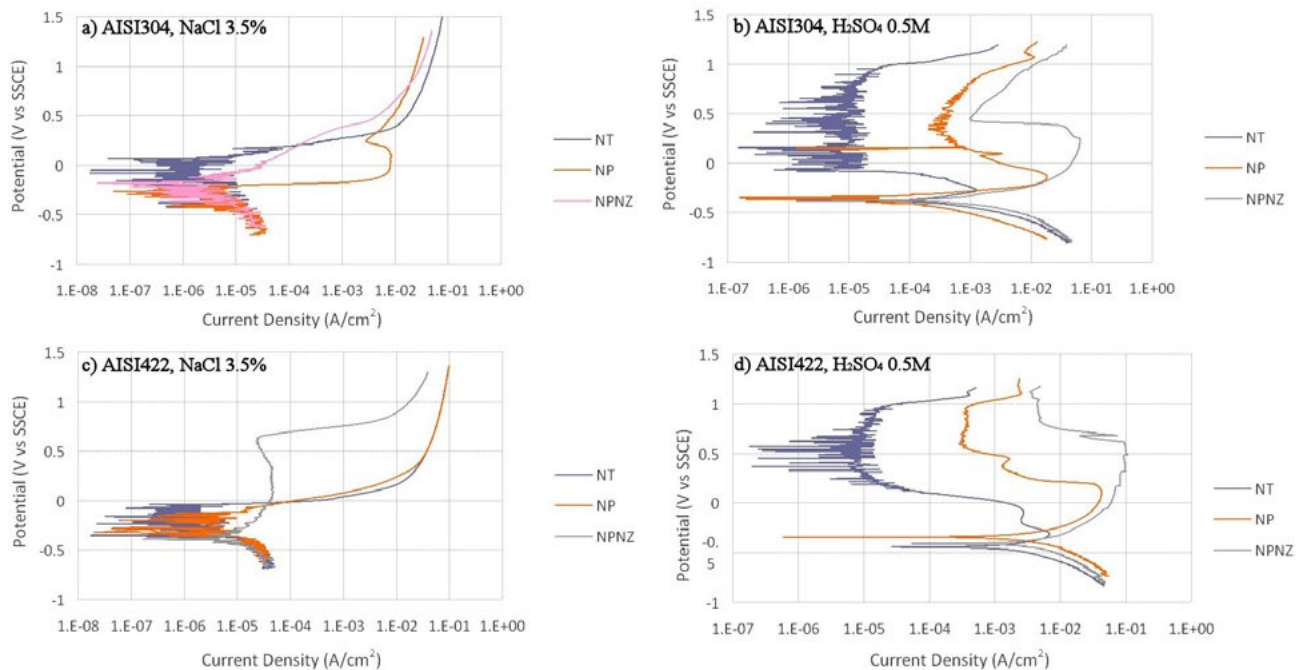 a) AISI304, NaCl 3.5%
1.5
1
0.5
0
-0.5
-1
Potential (V vs SSCE)
1.E-08 1.E-07 1.E-06 1.E-05 1.E-04 1.E-03 1.E-02 1.E-01 1.E+00
Current Density (A/cm²)
NT
NP
NPNZ
b) AISI304, H₂SO₄ 0.5M
1.5
1
0.5
0
-0.5
-1
Potential (V vs SSCE)
1.E-07 1.E-06 1.E-05 1.E-04 1.E-03 1.E-02 1.E-01 1.E+00
Current Density (A/cm²)
NT
NP
NPNZ
c) AISI422, NaCl 3.5%
1.5
1
0.5
0
-0.5
-1
Potential (V vs SSCE)
1.E-08 1.E-07 1.E-06 1.E-05 1.E-04 1.E-03 1.E-02 1.E-01 1.E+00
Current Density (A/cm²)
NT
NP
NPNZ
d) AISI422, H₂SO₄ 0.5M
1.5
1
0.5
0
-0.
5
-1
Potential (V vs SSCE)
1.E-07 1.E-06 1.E-05 1.E-04 1.E-03 1.E-02 1.E-01 1.E+00
Current Density (A/cm²)
NT
NP
NPNZ